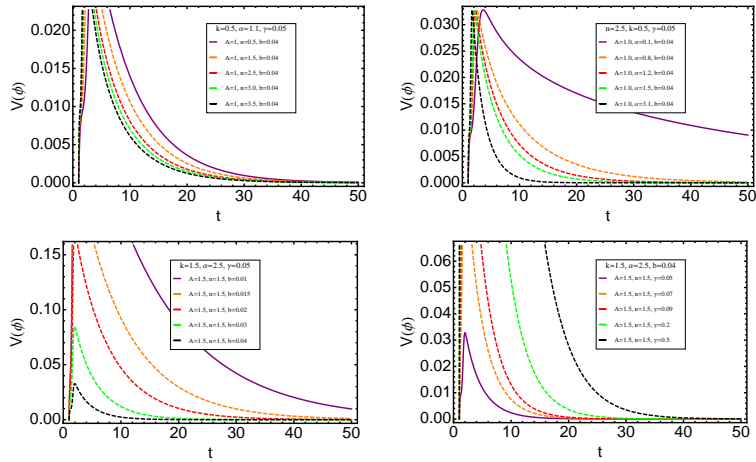 k=0.5, α=1.1, γ=0.05
A=1, n=0.5, b=0.04
A=1, n=1.5, b=0.04
A=1, n=2.5, b=0.04
A=1, n=3.0, b=0.04
A=1, n=3.5, b=0.04
0.020
0.015
0.010
0.005
0.000
V(ϕ)
0 10 20 30 40 50
t
n=2.5, k=0.5, γ=0.05
A=1.0, α=0.1, b=0.04
A=1.0, α=0.8, b=0.04
A=1.0, α=1.2, b=0.04
A=1.0, α=1.5, b=0.04
A=1.0, α=3.1, b=0.04
0.030
0.025
0.020
0.015
0.010
0.005
0.000
V(ϕ)
0 10 20 30 40 50
t
k=1.5, α=2.5, γ=0.05
A=1.5, n=1.5, b=0.01
A=1.5, n=1.5, b=0.015
A=1.5, n=1.5, b=0.02
A=1.5, n=1.5, b=0.03
A=1.5, n=1.5, b=0.04
0.15
0.10
0.05
0.00
V(ϕ)
0 10 20 30 40 50
t
k=1.5, α=2.5, b=0.04
A=1.5, n=1.5, γ=0.05
A=1.5, n=1.5, γ=0.07
A=1.5, n=1.5, γ=0.09
A=1.5, n=1.5, γ=0.2
A=1.5, n=1.5, γ=0.5
0.06
0.05
0.04
0.03
0.02
0.01
0.00
V(ϕ)
0 10 20 30 40 50
t